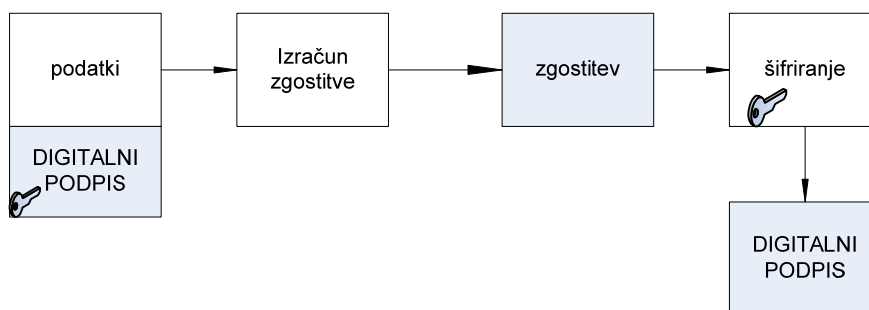 podatki
Izračun
zgostitve
zgostitev
šifriranje
DIGITALNI
PODPIS
DIGITALNI
PODPIS